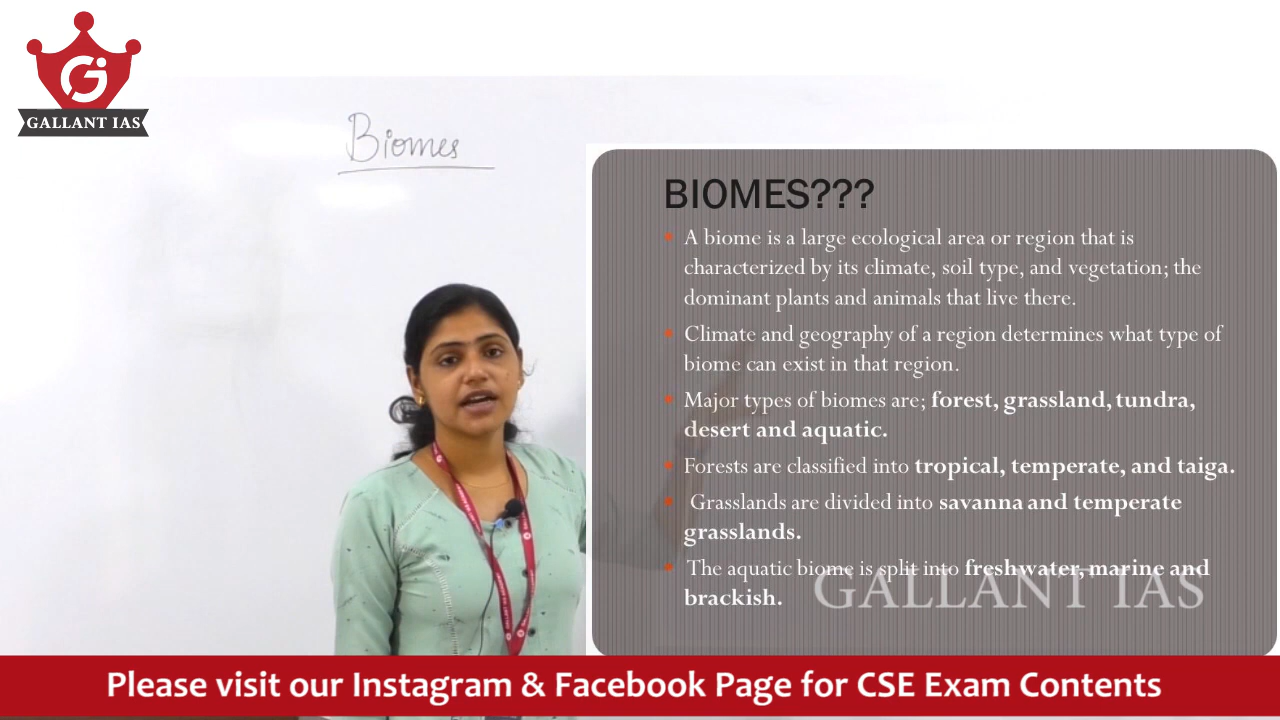 GALLANT IAS
Biomes
BIOMES???
• A biome is a large ecological area or region that is
characterized by its climate, soil type, and vegetation; the
dominant plants and animals that live there.
• Climate and geography of a region determines what type of
biome can exist in that region.
• Major types of biomes are; forest, grassland, tundra,
desert and aquatic.
• Forests are classified into tropical, temperate, and taiga.
• Grasslands are divided into savanna and temperate
grasslands.
• The aquatic biome is split into freshwater, marine and
brackish.
GALLANT IAS
Please visit our Instagram & Facebook Page for CSE Exam Contents